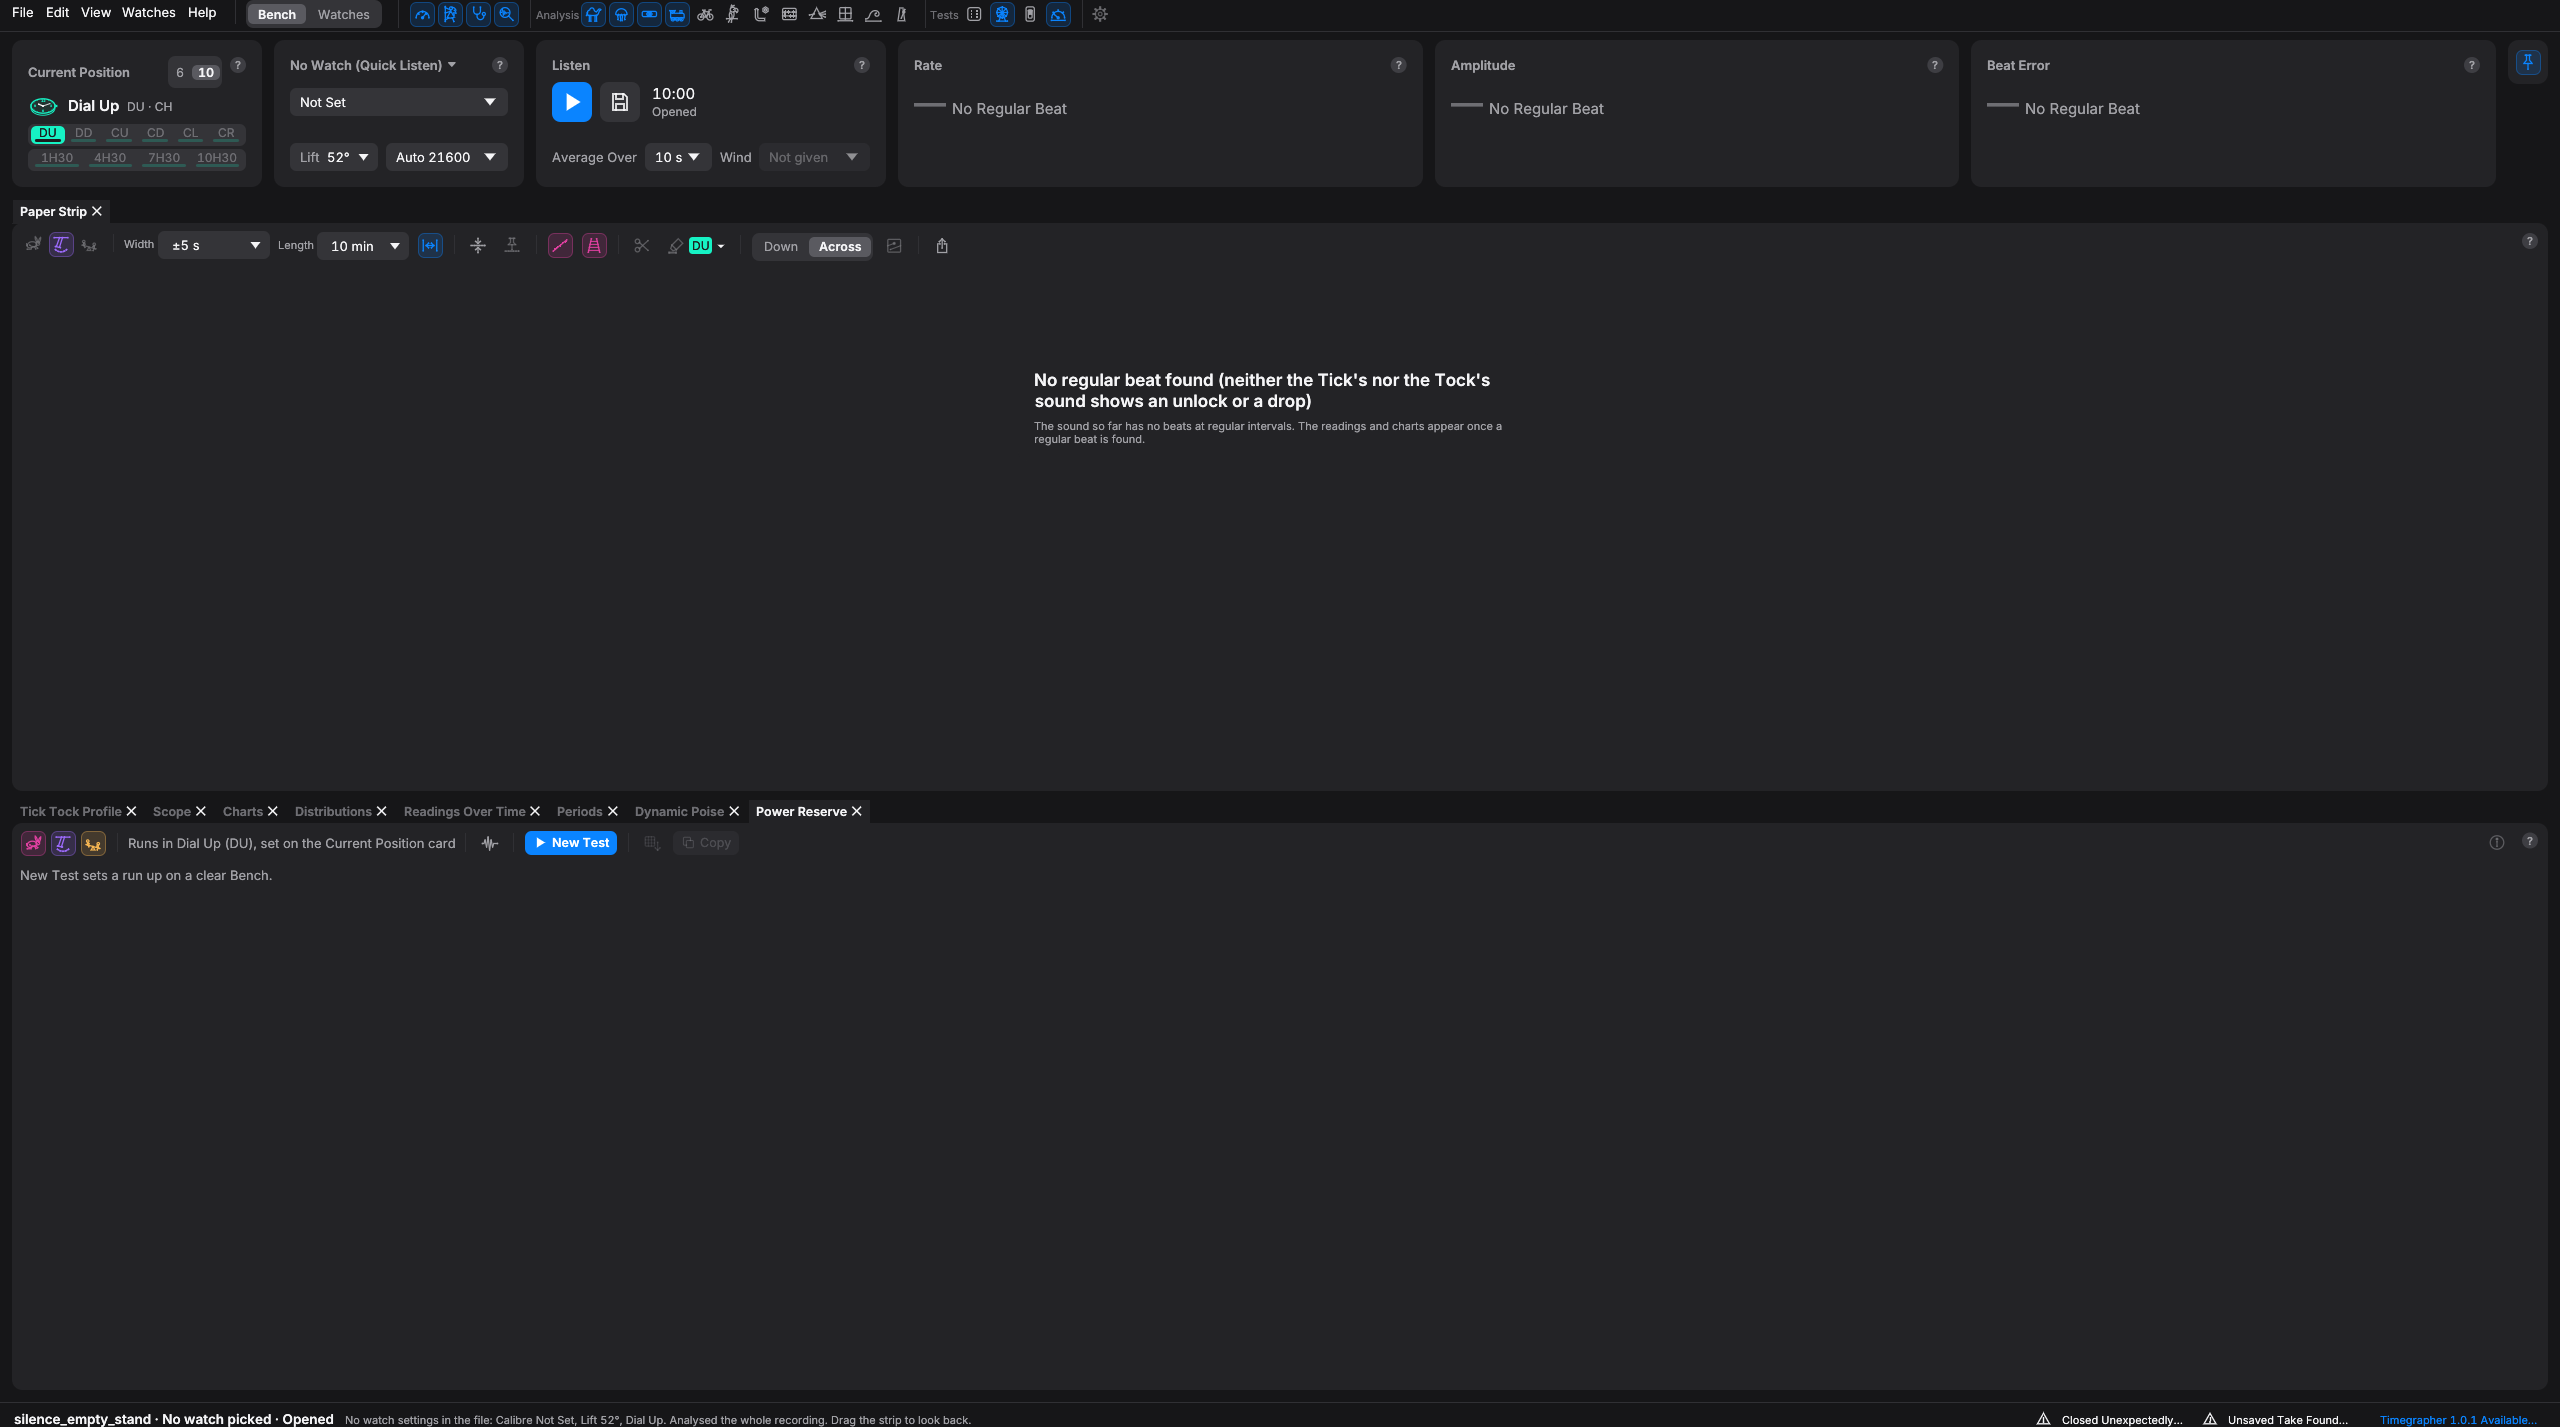 File Edit View Watches Help Bench Watches Analysis Tests
Current Position 6 10 ?
Dial Up DU · CH
DU DD CU CD CL CR
1H30 4H30 7H30 10H30
No Watch (Quick Listen) ?
Not Set
Lift 52° Auto 21600
Listen ?
10:00
Opened
Average Over 10 s Wind Not given
Rate ?
No Regular Beat
Amplitude ?
No Regular Beat
Beat Error ?
No Regular Beat
Paper Strip
Width ±5 s Length 10 min DU Down Across ?
No regular beat found (neither the Tick's nor the Tock's
sound shows an unlock or a drop)
The sound so far has no beats at regular intervals. The readings and charts appear once a
regular beat is found.
Tick Tock Profile Scope Charts Distributions Readings Over Time Periods Dynamic Poise Power Reserve
Runs in Dial Up (DU), set on the Current Position card New Test Copy ?
New Test sets a run up on a clear Bench.
silence_empty_stand · No watch picked · Opened No watch settings in the file: Calibre Not Set, Lift 52°, Dial Up. Analysed the whole recording. Drag the strip to look back. Closed Unexpectedly... Unsaved Take Found... Timegrapher 1.0.1 Available...